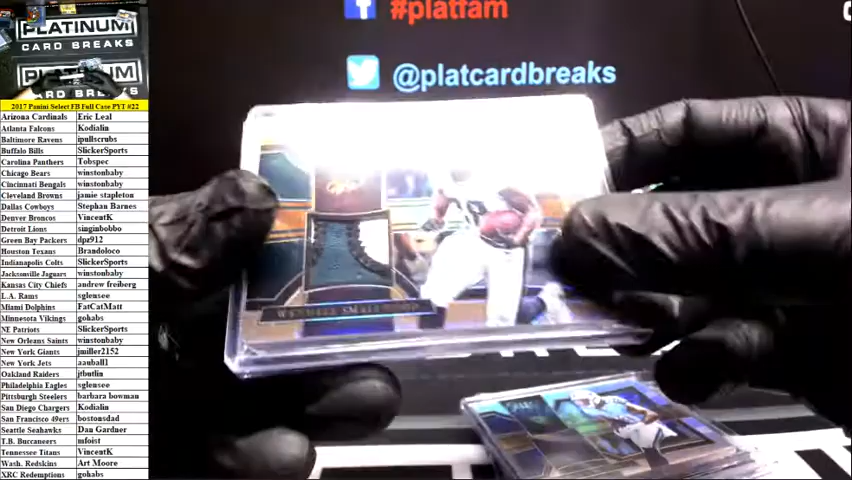 PLATINUM
CARD BREAKS
PLATINUM
CARD BREAKS
2017 Panini Select FB Full Case PYT #22
Arizona Cardinals Eric Leal
Atlanta Falcons Kodialin
Baltimore Ravens ipullscrubs
Buffalo Bills SlickerSports
Carolina Panthers Tobspec
Chicago Bears winstonbaby
Cincinnati Bengals winstonbaby
Cleveland Browns jamie stapleton
Dallas Cowboys Stephan Barnes
Denver Broncos VincentK
Detroit Lions singinbobbo
Green Bay Packers dpz912
Houston Texans Brandoloco
Indianapolis Colts SlickerSports
Jacksonville Jaguars winstonbaby
Kansas City Chiefs andrew freiberg
L.A. Rams sglensee
Miami Dolphins FatCatMatt
Minnesota Vikings gohabs
NE Patriots SlickerSports
New Orleans Saints winstonbaby
New York Giants jmiller2152
New York Jets aauball1
Oakland Raiders jtbutlin
Philadelphia Eagles sglensee
Pittsburgh Steelers barbara bowman
San Diego Chargers Kodialin
San Francisco 49ers bostonsdad
Seattle Seahawks Dan Gardner
T.B. Buccaneers mfoist
Tennessee Titans VincentK
Wash. Redskins Art Moore
XRC Redemptions gohabs
#platfam
@platcardbreaks
WENDELL SMALLWOOD